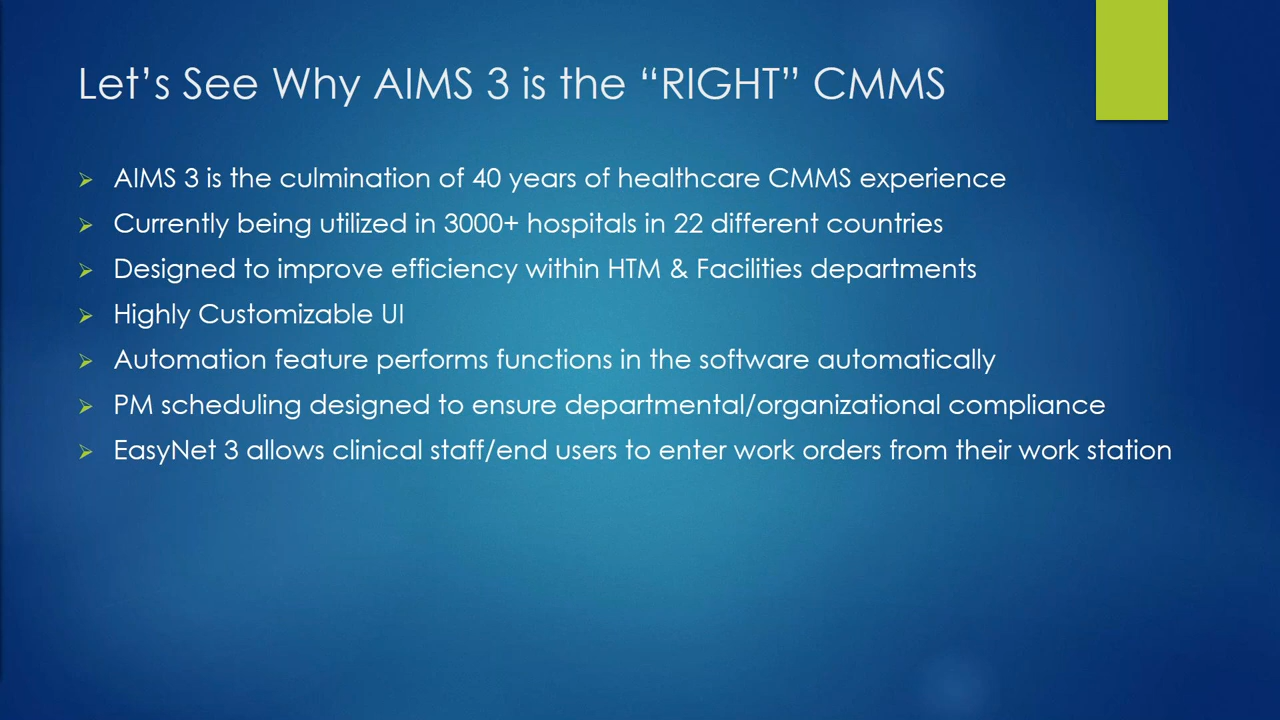 Let’s See Why AIMS 3 is the “RIGHT” CMMS
AIMS 3 is the culmination of 40 years of healthcare CMMS experience
Currently being utilized in 3000+ hospitals in 22 different countries
Designed to improve efficiency within HTM & Facilities departments
Highly Customizable UI
Automation feature performs functions in the software automatically
PM scheduling designed to ensure departmental/organizational compliance
EasyNet 3 allows clinical staff/end users to enter work orders from their work station